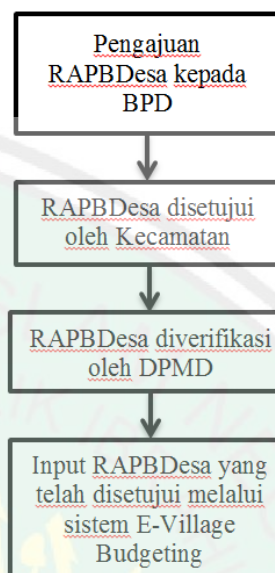 Pengajuan
RAPBDesa kepada
BPD
RAPBDesa disetujui
oleh Kecamatan
RAPBDesa diverifikasi
oleh DPMD
Input RAPBDesa yang
telah disetujui melalui
sistem E-Village
Budgeting